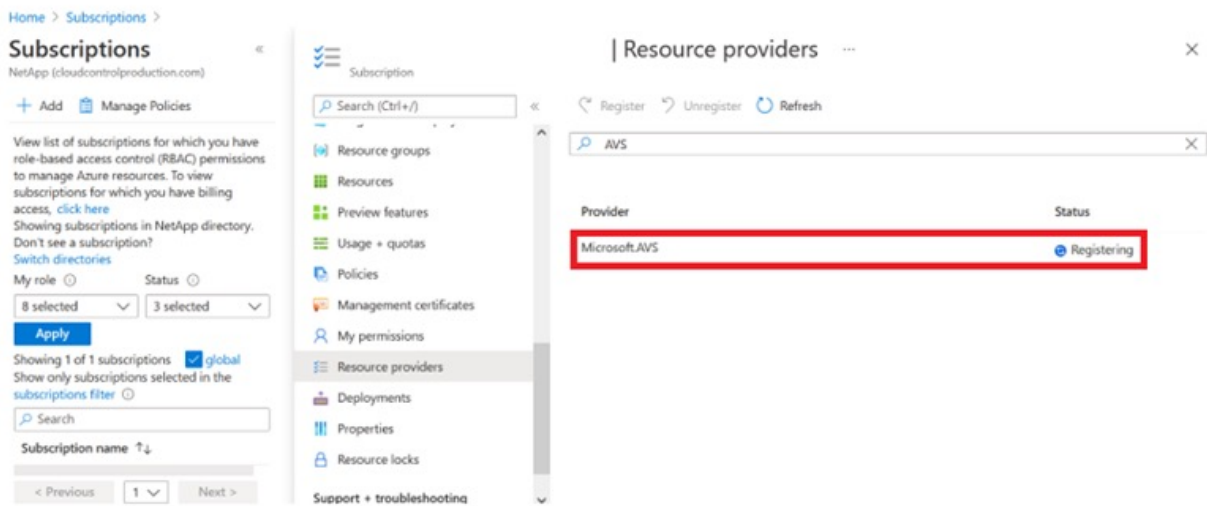 Home > Subscriptions >
Subscriptions «
NetApp (cloudcontrolproduction.com)
+ Add Manage Policies
View list of subscriptions for which you have
role-based access control (RBAC) permissions
to manage Azure resources. To view
subscriptions for which you have billing
access, click here
Showing subscriptions in NetApp directory.
Don't see a subscription?
Switch directories
My role Status
8 selected 3 selected
Apply
Showing 1 of 1 subscriptions global
Show only subscriptions selected in the
subscriptions filter
Search
Subscription name ↑↓
< Previous 1 Next >
Subscription
Search (Ctrl+/) «
Resource groups
Resources
Preview features
Usage + quotas
Policies
Management certificates
My permissions
Resource providers
Deployments
Properties
Resource locks
Support + troubleshooting
| Resource providers ...
Register Unregister Refresh
AVS
Provider Status
Microsoft.AVS Registering